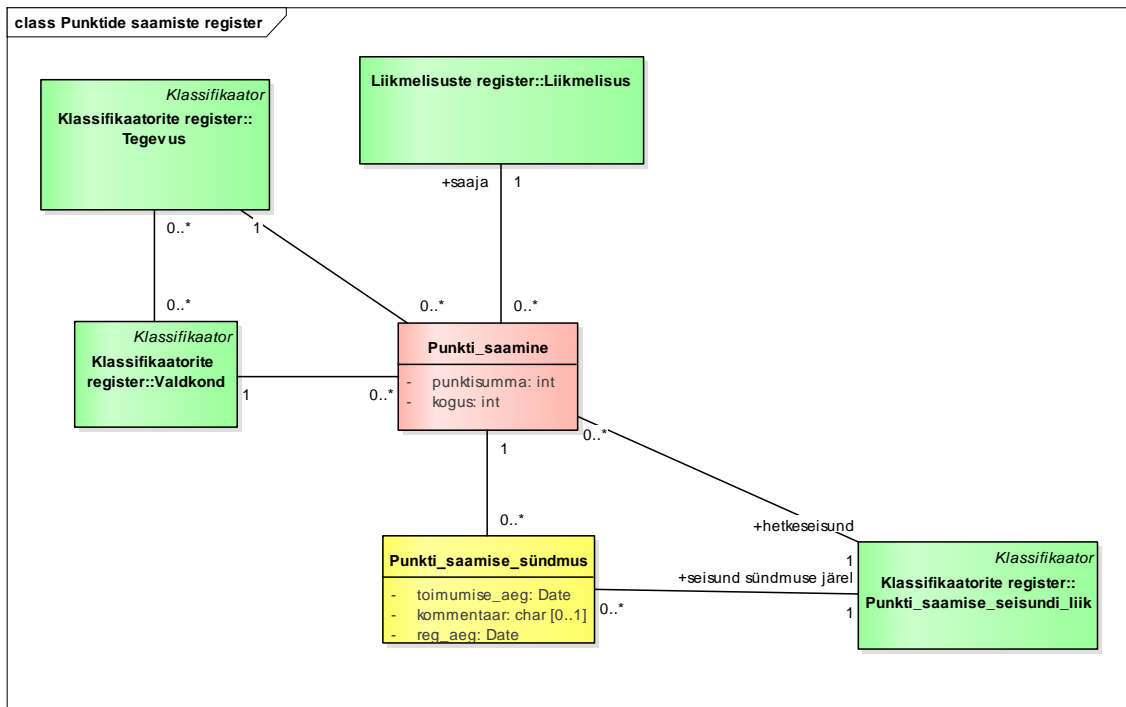 class Punktide saamiste register
Klassifikaator
Klassifikaatorite register::
Tegevus
Liikmelisuste register::Liikmelisus
+saaja
1
0..*
1
0..*
0..*
0..*
Klassifikaator
Klassifikaatorite
register::Valdkond
1
0..*
Punkti_saamine
- punktisumma: int
- kogus: int
1
0..*
0..*
+hetkeseisund
1
Punkti_saamise_sündmus
- toimumise_aeg: Date
- kommentaar: char [0..1]
- reg_aeg: Date
0..*
+seisund sündmuse järel
1
Klassifikaator
Klassifikaatorite register::
Punkti_saamise_seisundi_liik